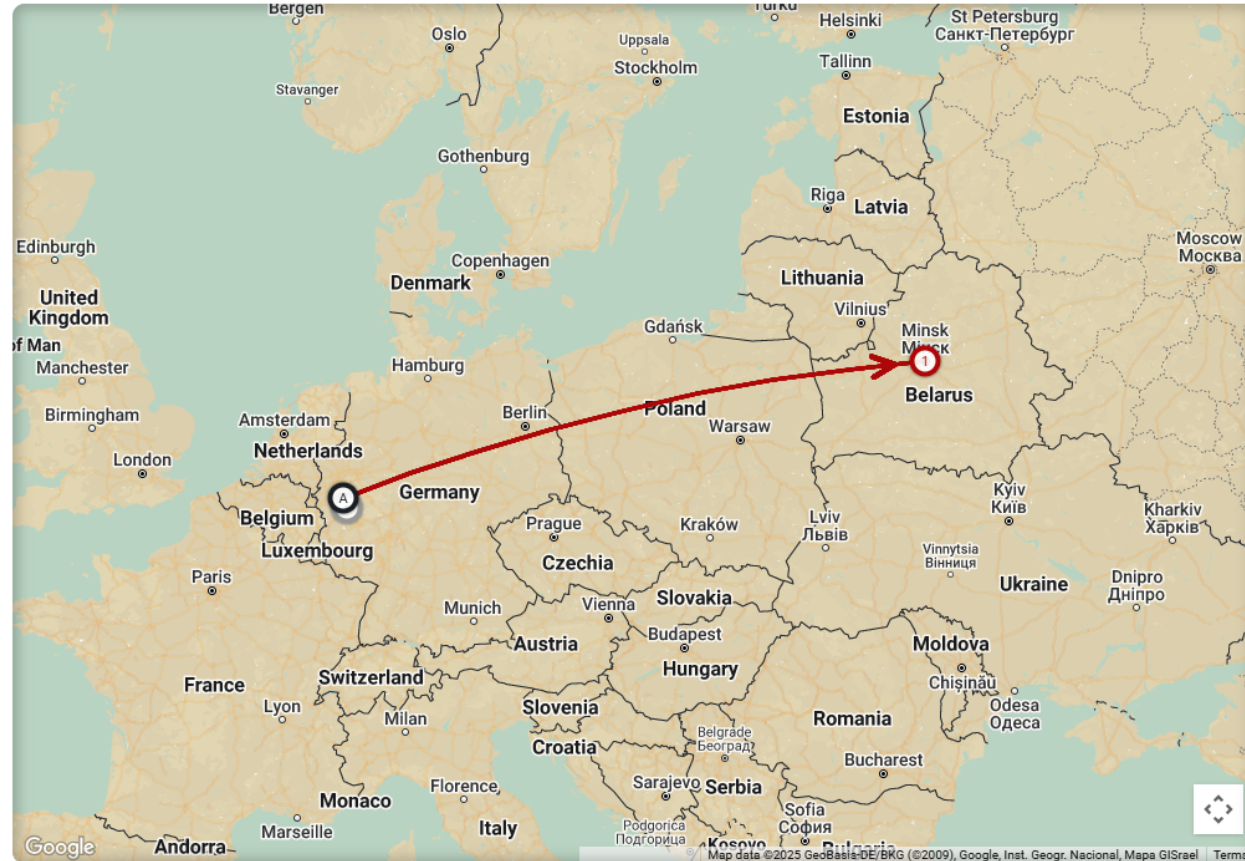 Bergen
Turku
Helsinki
St Petersburg
Санкт-Петербург
Oslo
Uppsala
Stockholm
Tallinn
Stavanger
Estonia
Gothenburg
Riga
Latvia
Edinburgh
Moscow
Москва
Copenhagen
Denmark
Lithuania
United
Kingdom
Vilnius
Gdańsk
Minsk
Мінск
of Man
Manchester
Hamburg
1
Belarus
Birmingham
Amsterdam
Berlin
Poland
Warsaw
Netherlands
London
A
Germany
Kyiv
Київ
Belgium
Prague
Kraków
Lviv
Львів
Kharkiv
Харків
Luxembourg
Czechia
Vinnytsia
Вінниця
Paris
Ukraine
Dnipro
Дніпро
Munich
Vienna
Slovakia
Austria
Budapest
Hungary
Moldova
Switzerland
Chișinău
France
Lyon
Milan
Slovenia
Romania
Odesa
Одеса
Croatia
Belgrade
Београд
Bucharest
Florence
Sarajevo
Serbia
Monaco
Marseille
Italy
Podgorica
Подгорица
Sofia
София
Google
Andorra
Kosovo
Bulgaria
Map data ©2025 GeoBasis-DE/BKG (©2009), Google, Inst. Geogr. Nacional, Mapa GISrael
Terms